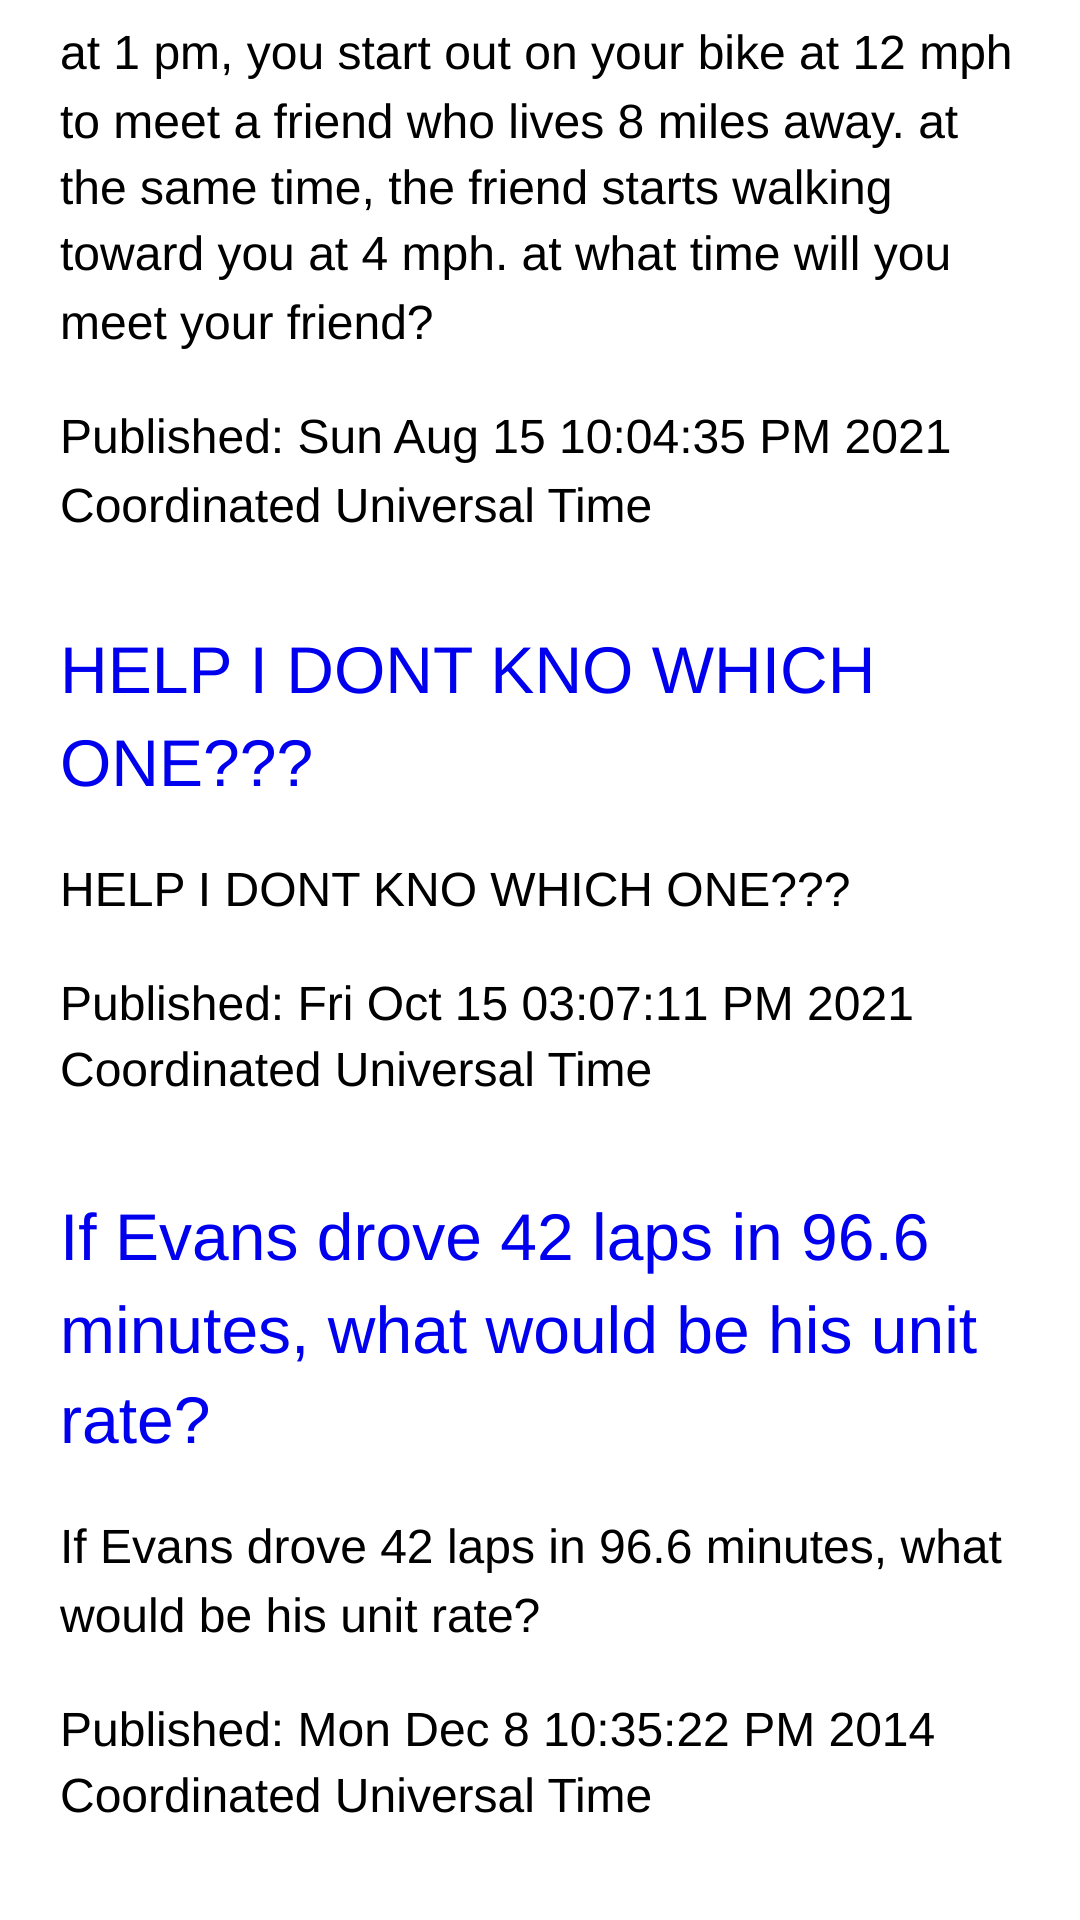 at 1 pm, you start out on your bike at 12 mph
to meet a friend who lives 8 miles away. at
the same time, the friend starts walking
toward you at 4 mph. at what time will you
meet your friend?
Published: Sun Aug 15 10:04:35 PM 2021
Coordinated Universal Time
HELP I DONT KNO WHICH
ONE???
HELP I DONT KNO WHICH ONE???
Published: Fri Oct 15 03:07:11 PM 2021
Coordinated Universal Time
If Evans drove 42 laps in 96.6
minutes, what would be his unit
rate?
If Evans drove 42 laps in 96.6 minutes, what
would be his unit rate?
Published: Mon Dec 8 10:35:22 PM 2014
Coordinated Universal Time